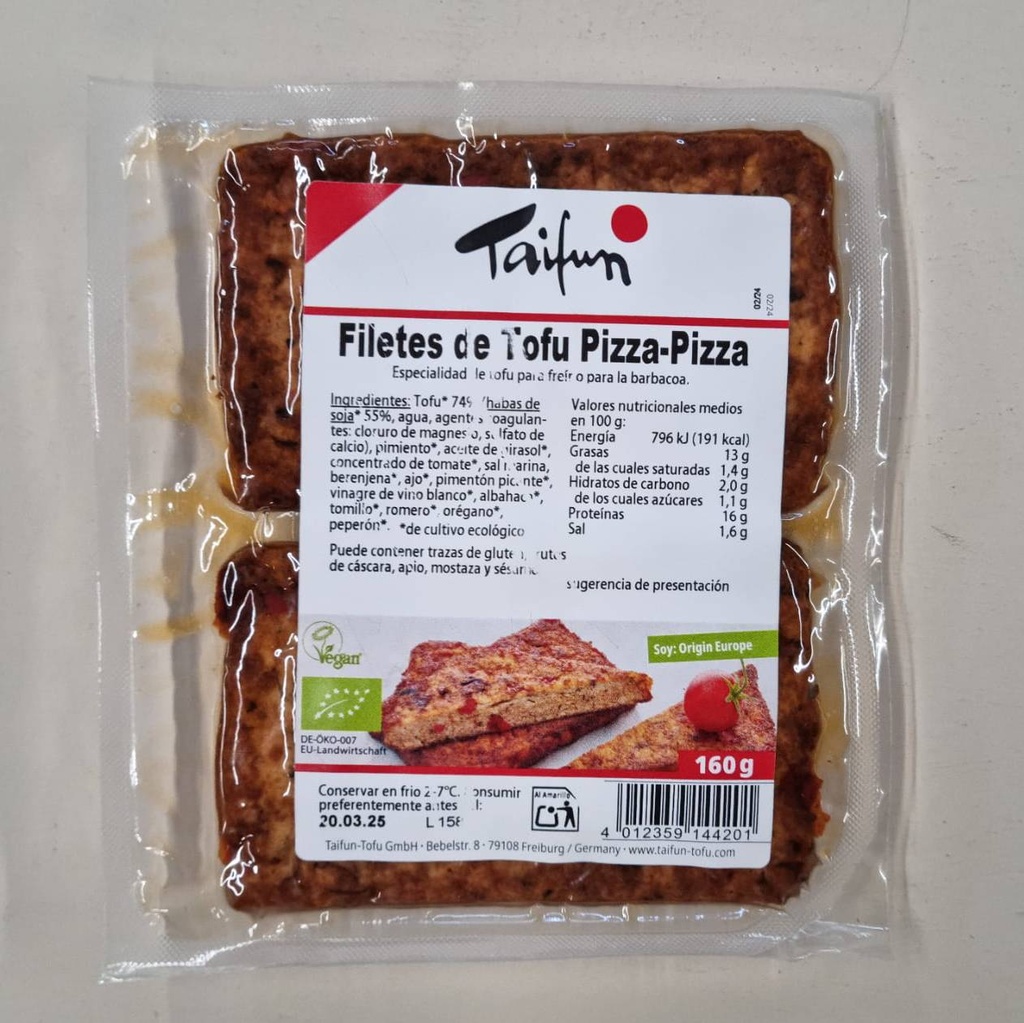 Taifun
02/24
02/24
Filetes de Tofu Pizza-Pizza
Especialidad de tofu para freír o para la barbacoa.
Ingredientes: Tofu* 74% (habas de
soja* 55%, agua, agentes coagulan-
tes: cloruro de magnesio, sulfato de
calcio), pimiento*, aceite de girasol*,
concentrado de tomate*, sal marina,
berenjena*, ajo*, pimentón picante*,
vinagre de vino blanco*, albahaca*,
tomillo*, romero*, orégano*,
peperón*. *de cultivo ecológico
Puede contener trazas de gluten, frutos
de cáscara, apio, mostaza y sésamo.
Valores nutricionales medios
en 100 g:
Energía 796 kJ (191 kcal)
Grasas 13 g
de las cuales saturadas 1,4 g
Hidratos de carbono 2,0 g
de los cuales azúcares 1,1 g
Proteínas 16 g
Sal 1,6 g
sugerencia de presentación
Vegan
Soy: Origin Europe
DE-ÖKO-007
EU-Landwirtschaft
160 g
Conservar en frio 2-7°C. Consumir
preferentemente antes del:
20.03.25 L 158
Al Amarillo
4 012359 144201
Taifun-Tofu GmbH · Bebelstr. 8 · 79108 Freiburg / Germany · www.taifun-tofu.com